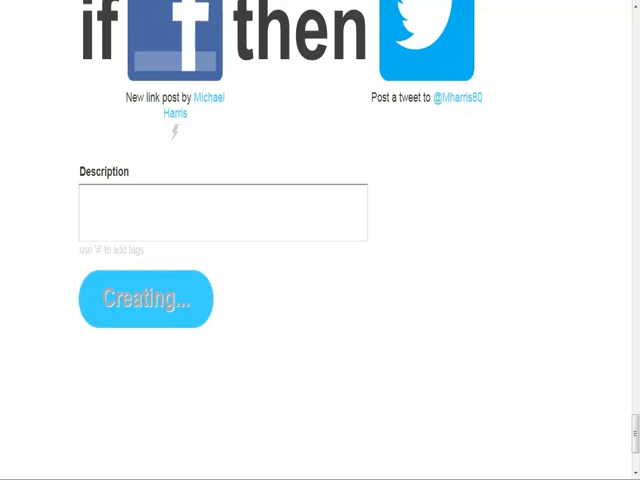 if f then
New link post by Michael Post a tweet to @Mharris80
Harris
Description
use '#' to add tags
Creating...